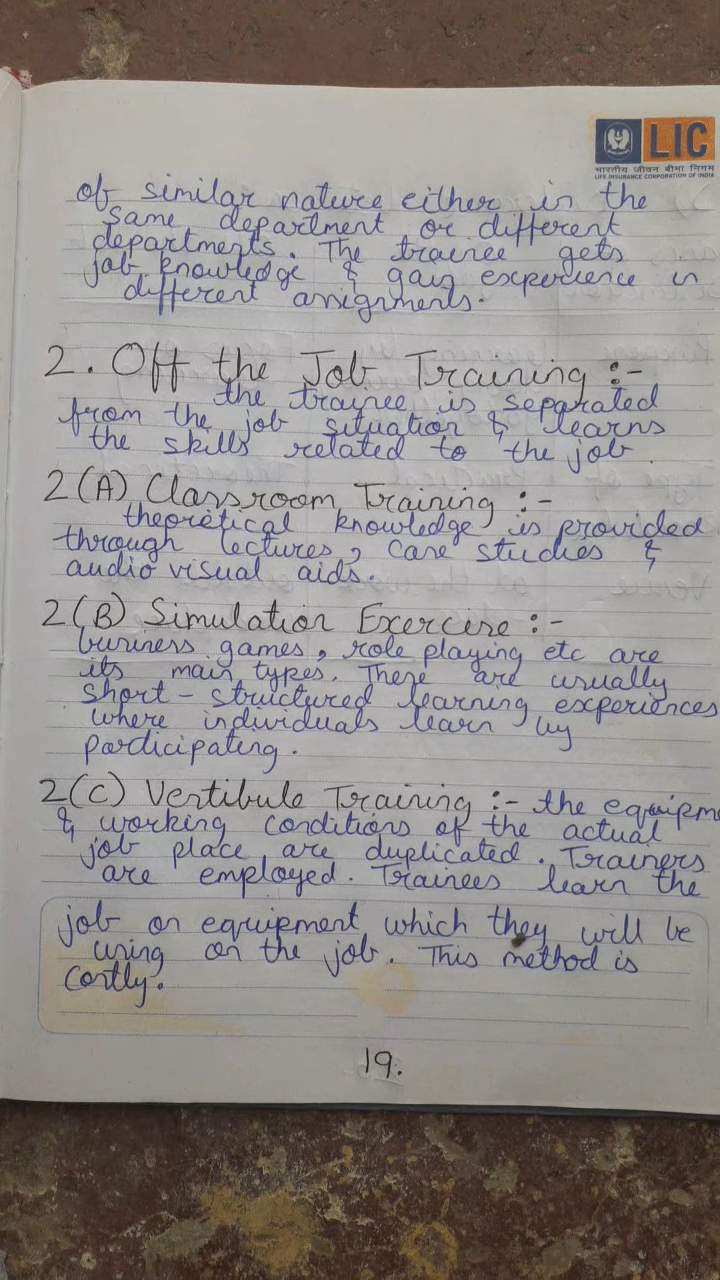 LIC
भारतीय जीवन बीमा निगम
LIFE INSURANCE CORPORATION OF INDIA
of similar nature either in the
same department or different
departments. The trainee gets
job knowledge & gain experience in
different assignments.
2. Off the Job Training :-
the trainee is separated
from the job situation & learns
the skills related to the job.
2(A) Classroom Training :-
theoretical knowledge is provided
through lectures, case studies &
audio visual aids.
2(B) Simulation Exercise :-
business games, role playing etc are
its main types. These are usually
short-structured learning experiences
where individuals learn by
participating.
2(C) Vertibule Training :- the equipm
& working conditions of the actual
job place are duplicated. Trainers
are employed. Trainees learn the
job on equipment which they will be
using on the job. This method is
costly.
19.